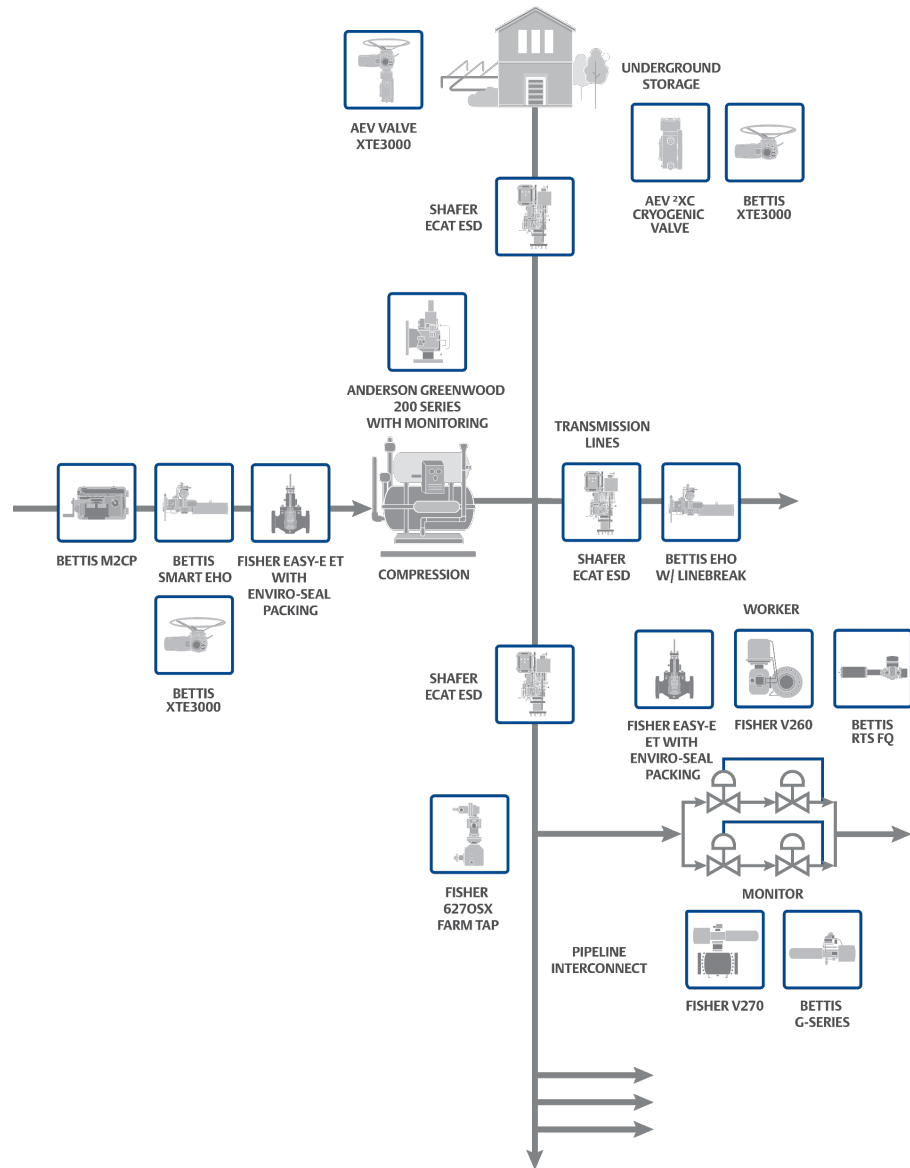 UNDERGROUND
STORAGE
AEV VALVE
XTE3000
AEV ²XC
CRYOGENIC
VALVE
BETTIS
XTE3000
SHAFER
ECAT ESD
ANDERSON GREENWOOD
200 SERIES
WITH MONITORING
TRANSMISSION
LINES
BETTIS M2CP
BETTIS
SMART EHO
FISHER EASY-E ET
WITH
ENVIRO-SEAL
PACKING
COMPRESSION
SHAFER
ECAT ESD
BETTIS EHO
W/ LINEBREAK
BETTIS
XTE3000
WORKER
SHAFER
ECAT ESD
FISHER EASY-E
ET WITH
ENVIRO-SEAL
PACKING
FISHER V260
BETTIS
RTS FQ
FISHER
627OSX
FARM TAP
MONITOR
PIPELINE
INTERCONNECT
FISHER V270
BETTIS
G-SERIES